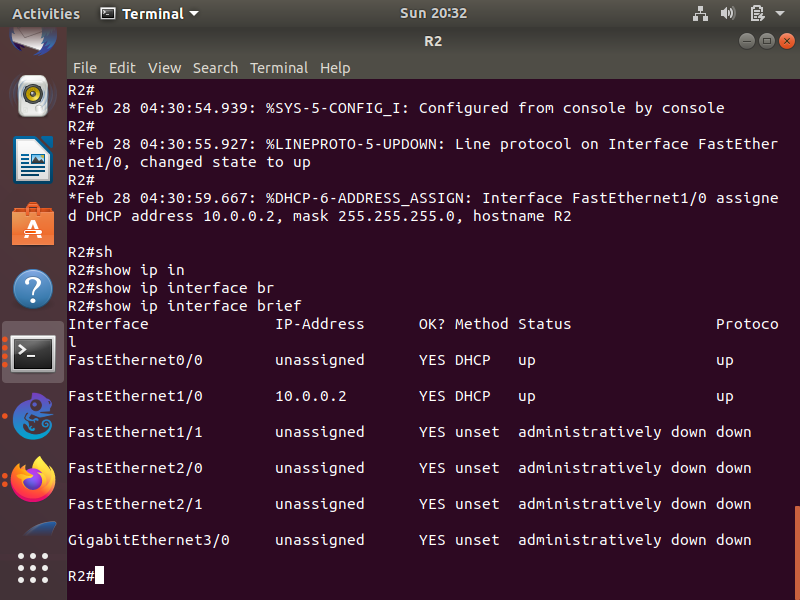 Activities Terminal Sun 20:32
R2
File Edit View Search Terminal Help
R2#
*Feb 28 04:30:54.939: %SYS-5-CONFIG_I: Configured from console by console
R2#
*Feb 28 04:30:55.927: %LINEPROTO-5-UPDOWN: Line protocol on Interface FastEther
net1/0, changed state to up
R2#
*Feb 28 04:30:59.667: %DHCP-6-ADDRESS_ASSIGN: Interface FastEthernet1/0 assigne
d DHCP address 10.0.0.2, mask 255.255.255.0, hostname R2
R2#sh
R2#show ip in
R2#show ip interface br
R2#show ip interface brief
Interface IP-Address OK? Method Status Protoco
l
FastEthernet0/0 unassigned YES DHCP up up
FastEthernet1/0 10.0.0.2 YES DHCP up up
FastEthernet1/1 unassigned YES unset administratively down down
FastEthernet2/0 unassigned YES unset administratively down down
FastEthernet2/1 unassigned YES unset administratively down down
GigabitEthernet3/0 unassigned YES unset administratively down down
R2#